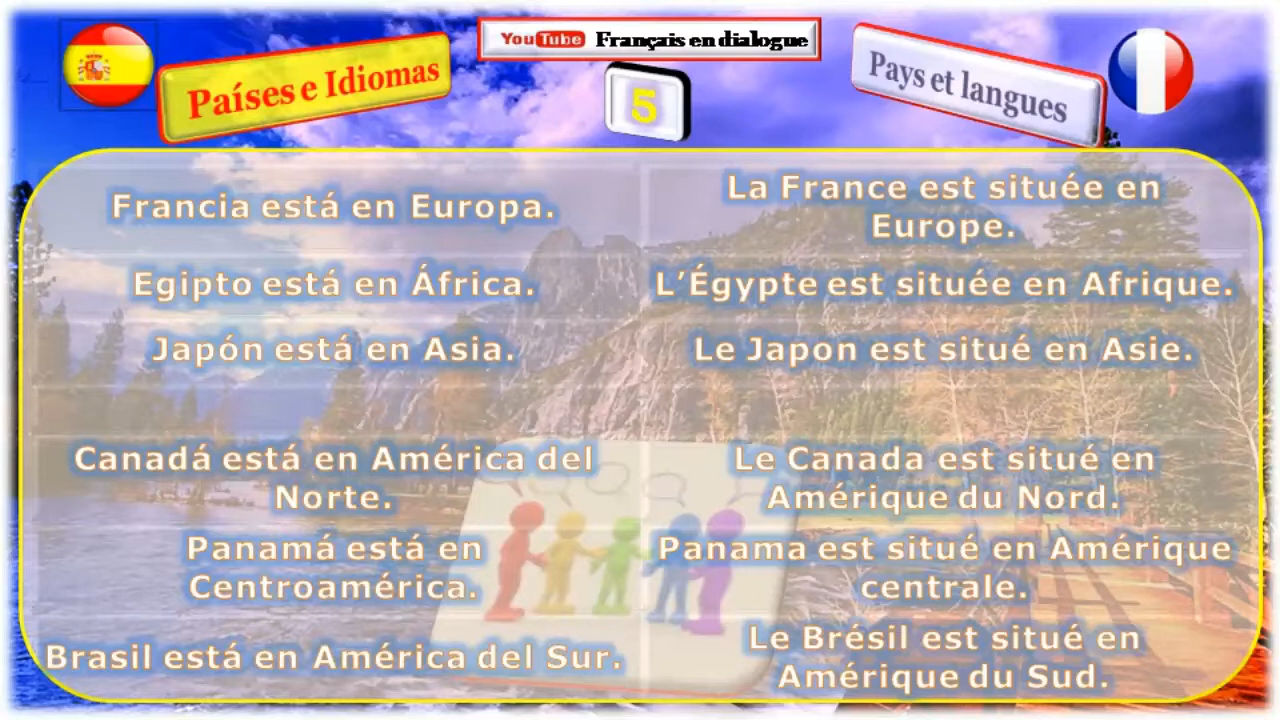 YouTube Français en dialogue
Países e Idiomas
5
Pays et langues
Francia está en Europa.
La France est située en
Europe.
Egipto está en África.
L’Égypte est située en Afrique.
Japón está en Asia.
Le Japon est situé en Asie.
Canadá está en América del
Norte.
Le Canada est situé en
Amérique du Nord.
Panamá está en
Centroamérica.
Panama est situé en Amérique
centrale.
Brasil está en América del Sur.
Le Brésil est situé en
Amérique du Sud.